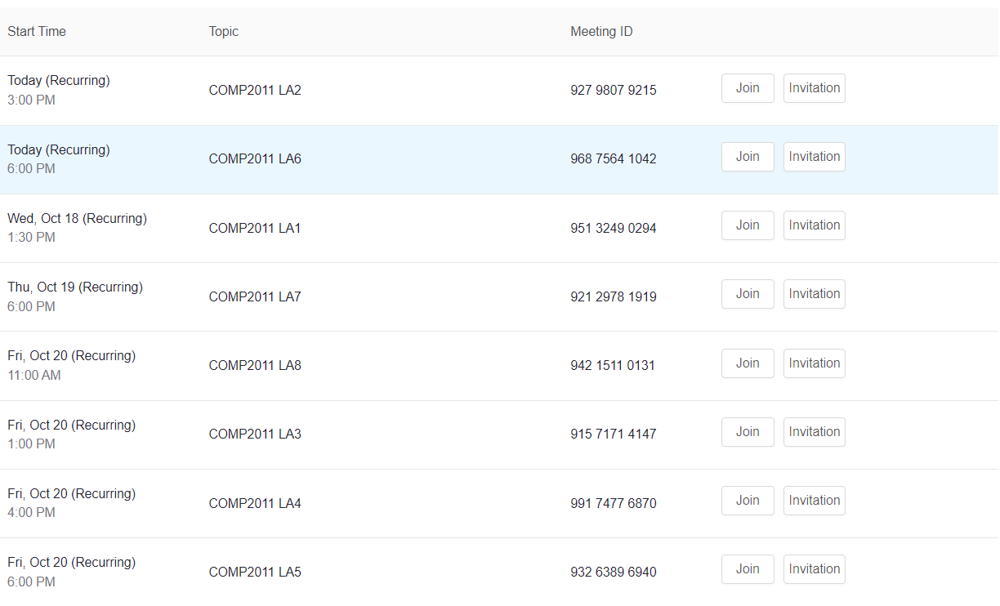 Start Time Topic Meeting ID
Today (Recurring)
3:00 PM
COMP2011 LA2 927 9807 9215 Join Invitation
Today (Recurring)
6:00 PM
COMP2011 LA6 968 7564 1042 Join Invitation
Wed, Oct 18 (Recurring)
1:30 PM
COMP2011 LA1 951 3249 0294 Join Invitation
Thu, Oct 19 (Recurring)
6:00 PM
COMP2011 LA7 921 2978 1919 Join Invitation
Fri, Oct 20 (Recurring)
11:00 AM
COMP2011 LA8 942 1511 0131 Join Invitation
Fri, Oct 20 (Recurring)
1:00 PM
COMP2011 LA3 915 7171 4147 Join Invitation
Fri, Oct 20 (Recurring)
4:00 PM
COMP2011 LA4 991 7477 6870 Join Invitation
Fri, Oct 20 (Recurring)
6:00 PM
COMP2011 LA5 932 6389 6940 Join Invitation